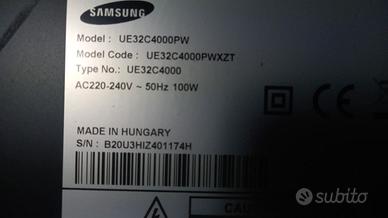 SAMSUNG
Model : UE32C4000PW
Model Code : UE32C4000PWXZT
Type No.: UE32C4000
AC220-240V ~ 50Hz 100W
MADE IN HUNGARY
S/N : B20U3HIZ401174H
subito